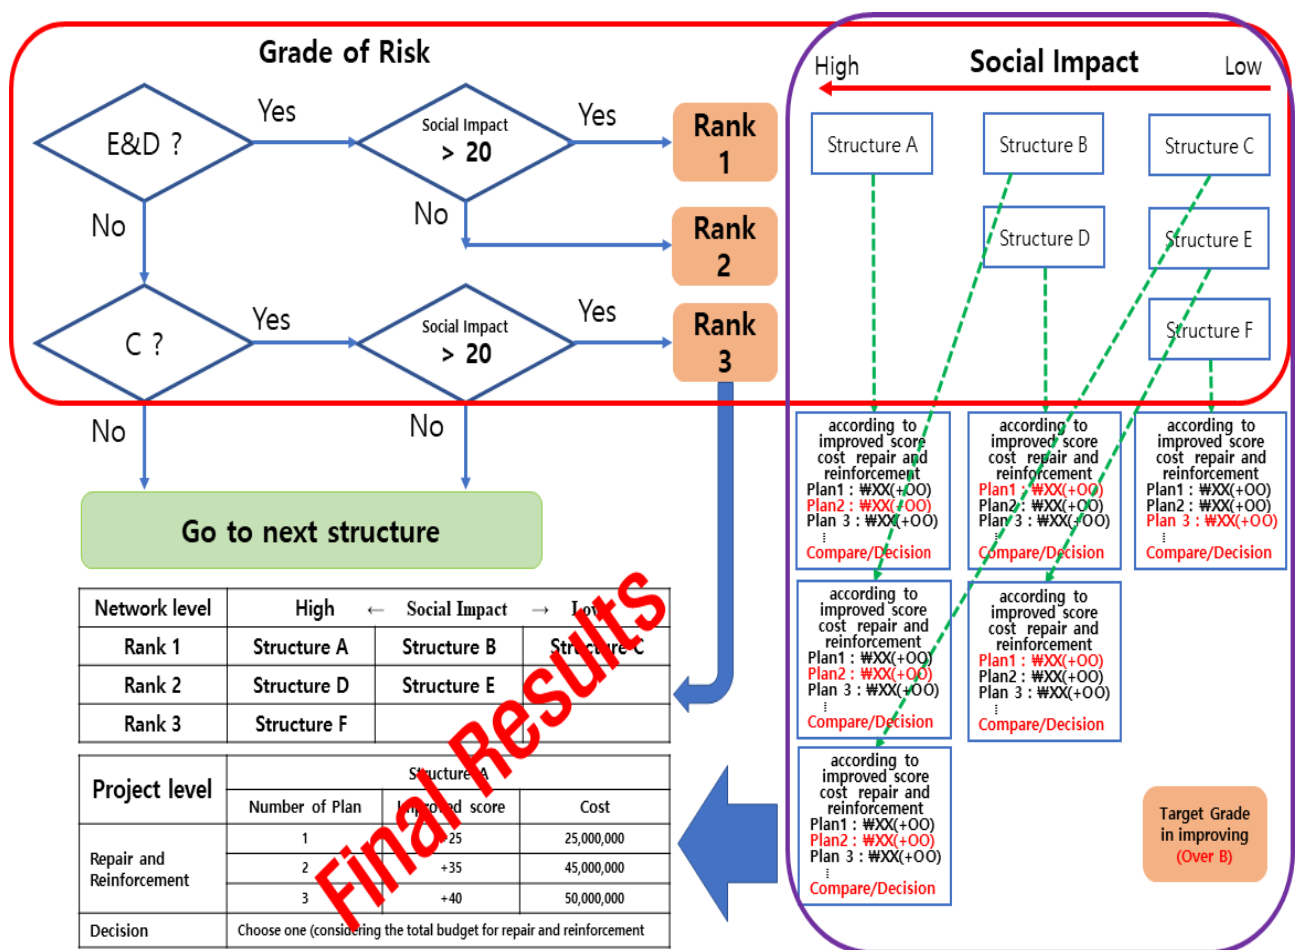 Grade of Risk
High
Social Impact
Low
E&D ?
Yes
Social Impact
> 20
Yes
Rank
1
No
No
Rank
2
C ?
Yes
Social Impact
> 20
Yes
Rank
3
No
No
Go to next structure
Structure A
Structure B
Structure C
Structure D
Structure E
Structure F
according to
improved score
cost repair and
reinforcement
Plan1 : ₩XX(+OO)
Plan2 : ₩XX(+OO)
Plan 3 : ₩XX(+OO)
⁞
Compare/Decision
according to
improved score
cost repair and
reinforcement
Plan1 : ₩XX(+OO)
Plan2 : ₩XX(+OO)
Plan 3 : ₩XX(+OO)
⁞
Compare/Decision
according to
improved score
cost repair and
reinforcement
Plan1 : ₩XX(+OO)
Plan2 : ₩XX(+OO)
Plan 3 : ₩XX(+OO)
⁞
Compare/Decision
according to
improved score
cost repair and
reinforcement
Plan1 : ₩XX(+OO)
Plan2 : ₩XX(+OO)
Plan 3 : ₩XX(+OO)
⁞
Compare/Decision
according to
improved score
cost repair and
reinforcement
Plan1 : ₩XX(+OO)
Plan2 : ₩XX(+OO)
Plan 3 : ₩XX(+OO)
⁞
Compare/Decision
according to
improved score
cost repair and
reinforcement
Plan1 : ₩XX(+OO)
Plan2 : ₩XX(+OO)
Plan 3 : ₩XX(+OO)
⁞
Compare/Decision
Target Grade
in improving
(Over B)
Network level High ← Social Impact → Low
Rank 1 Structure A Structure B Structure C
Rank 2 Structure D Structure E
Rank 3 Structure F
Project level Structure A
Number of Plan Improved score Cost
Repair and
Reinforcement
1 +25 25,000,000
2 +35 45,000,000
3 +40 50,000,000
Decision Choose one (considering the total budget for repair and reinforcement
Final Results